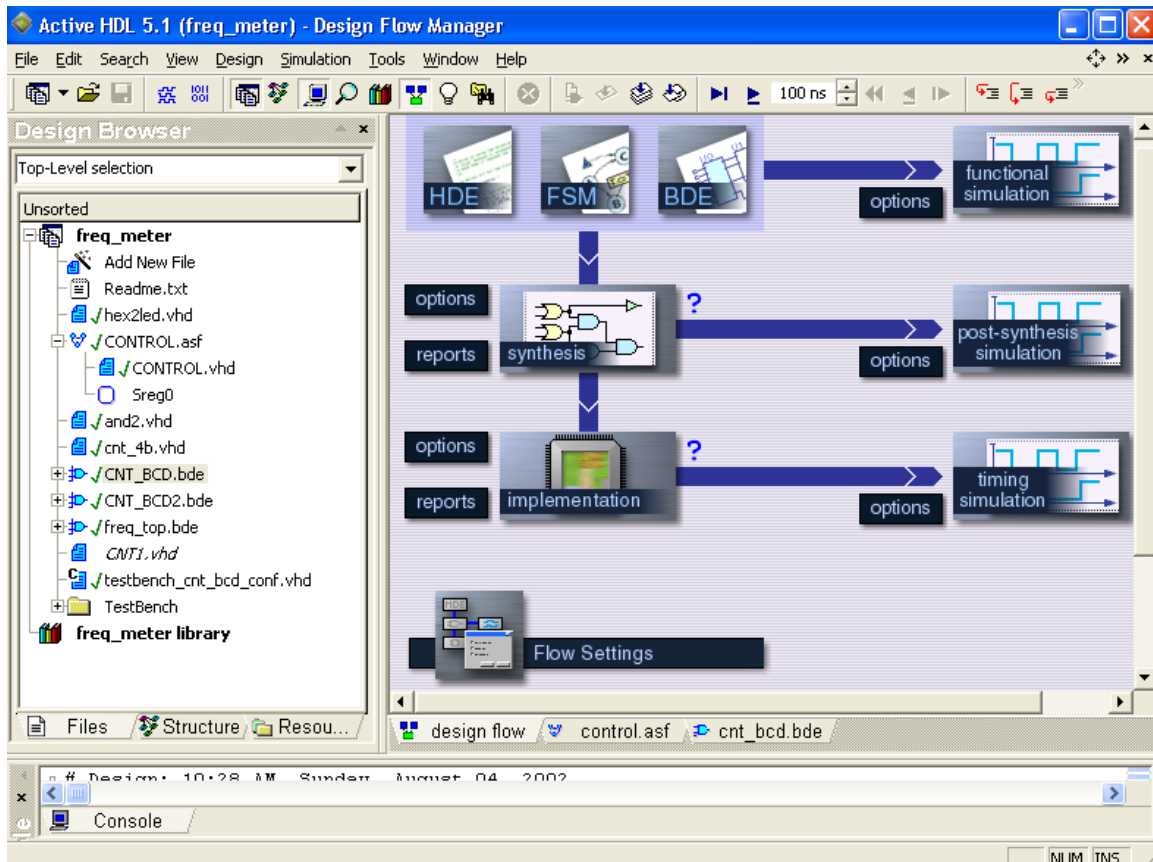 Active HDL 5.1 (freq_meter) - Design Flow Manager
File Edit Search View Design Simulation Tools Window Help
100 ns
Design Browser
Top-Level selection
Unsorted
freq_meter
Add New File
Readme.txt
hex2led.vhd
CONTROL.asf
CONTROL.vhd
Sreg0
and2.vhd
cnt_4b.vhd
CNT_BCD.bde
CNT_BCD2.bde
freq_top.bde
CNT1.vhd
testbench_cnt_bcd_conf.vhd
TestBench
freq_meter library
Files Structure Resou...
HDE FSM BDE
options
functional
simulation
options
reports
synthesis
?
options
post-synthesis
simulation
options
reports
implementation
?
options
timing
simulation
HDE
Flow Settings
design flow control.asf cnt_bcd.bde
# Design: 10:28 AM, Sunday, August 04, 2002
Console
NUM INS